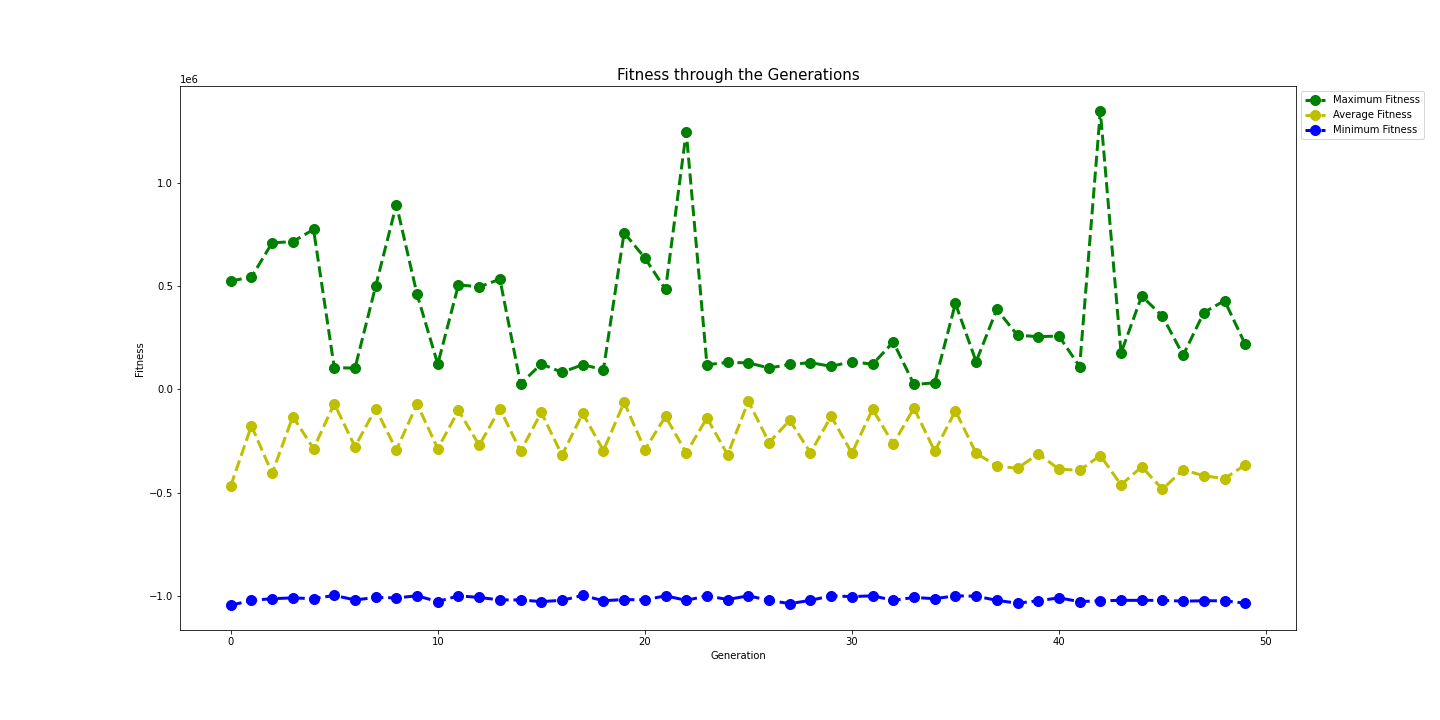 Fitness through the Generations
1e6
Maximum Fitness
Average Fitness
Minimum Fitness
1.0
0.5
0.0
−0.5
−1.0
Fitness
0 10 20 30 40 50
Generation